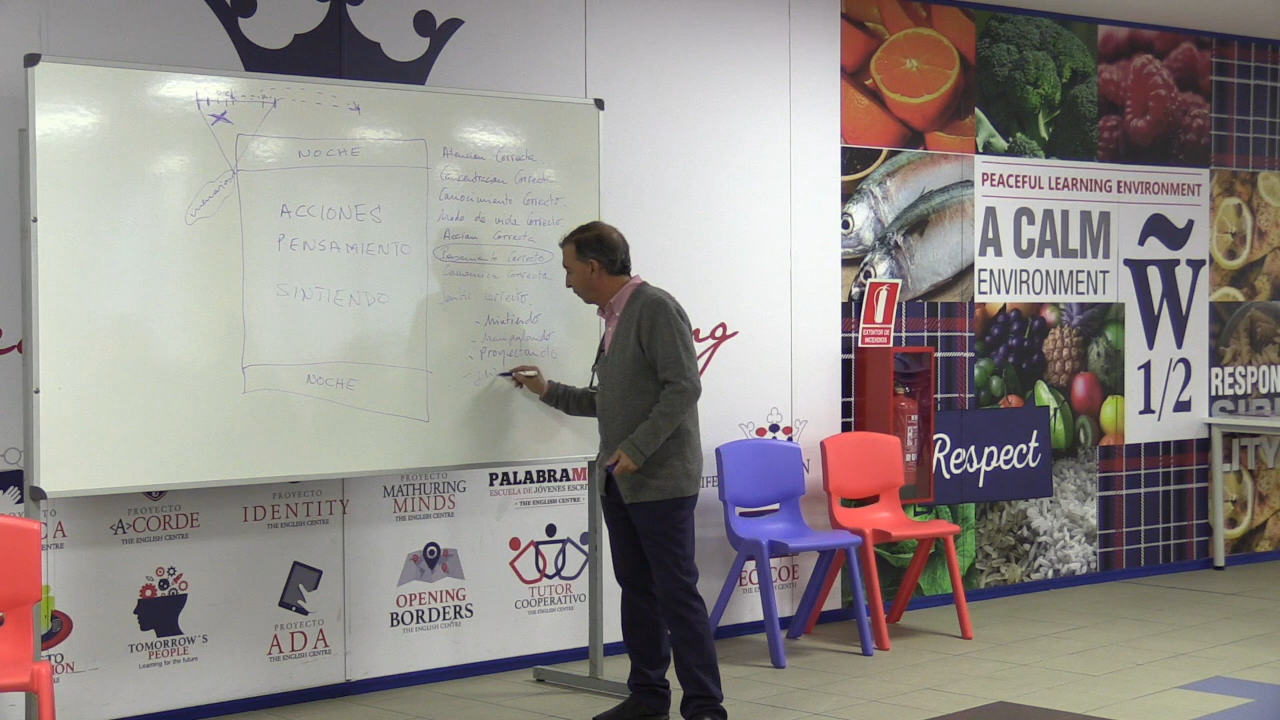 NOCHE
ACCIONES
PENSAMIENTO
SINTIENDO
NOCHE
Atencion Correcta
Concentracion Correcta
Conocimiento Correcto
Modo de vida Correcto
Accion Correcta
Pensamiento Correcto
Correcta
Correcto
- Mintiendo
- Manipulando
- Proyectando
PROYECTO
<A>CORDE
THE ENGLISH CENTRE
PROYECTO
IDENTITY
THE ENGLISH CENTRE
PROYECTO
MATHURING
MINDS
THE ENGLISH CENTRE
PALABRAM
ESCUELA DE JÓVENES ESCRI
THE ENGLISH CENTRE
TOMORROW´S
PEOPLE
Learning for the future
PROYECTO
ADA
THE ENGLISH CENTRE
OPENING
BORDERS
THE ENGLISH CENTRE
TUTOR
COOPERATIVO
THE ENGLISH CENTRE
PEACEFUL LEARNING ENVIRONMENT
A CALM
ENVIRONMENT
W̃
1/2
EXTINTOR DE
INCENDIOS
Respect
RESPON
SIBI
LITY